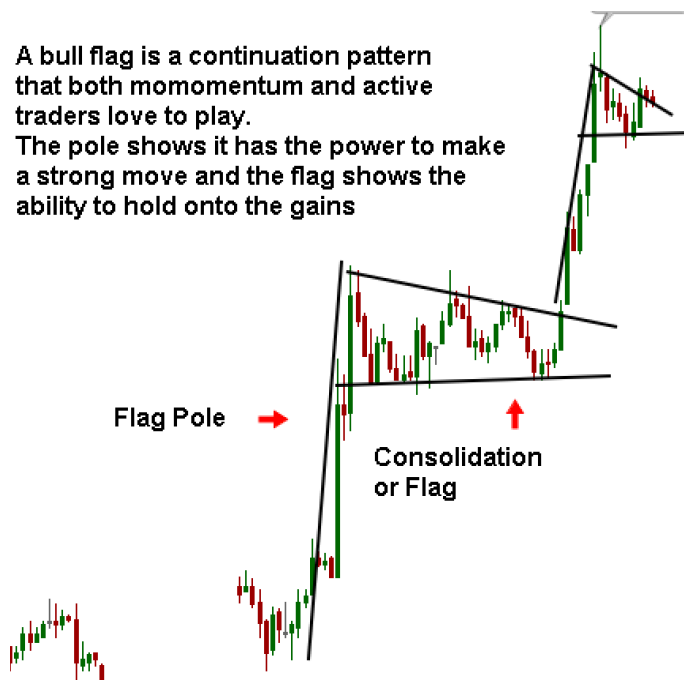 A bull flag is a continuation pattern
that both momomentum and active
traders love to play.
The pole shows it has the power to make
a strong move and the flag shows the
ability to hold onto the gains
Flag Pole
Consolidation
or Flag